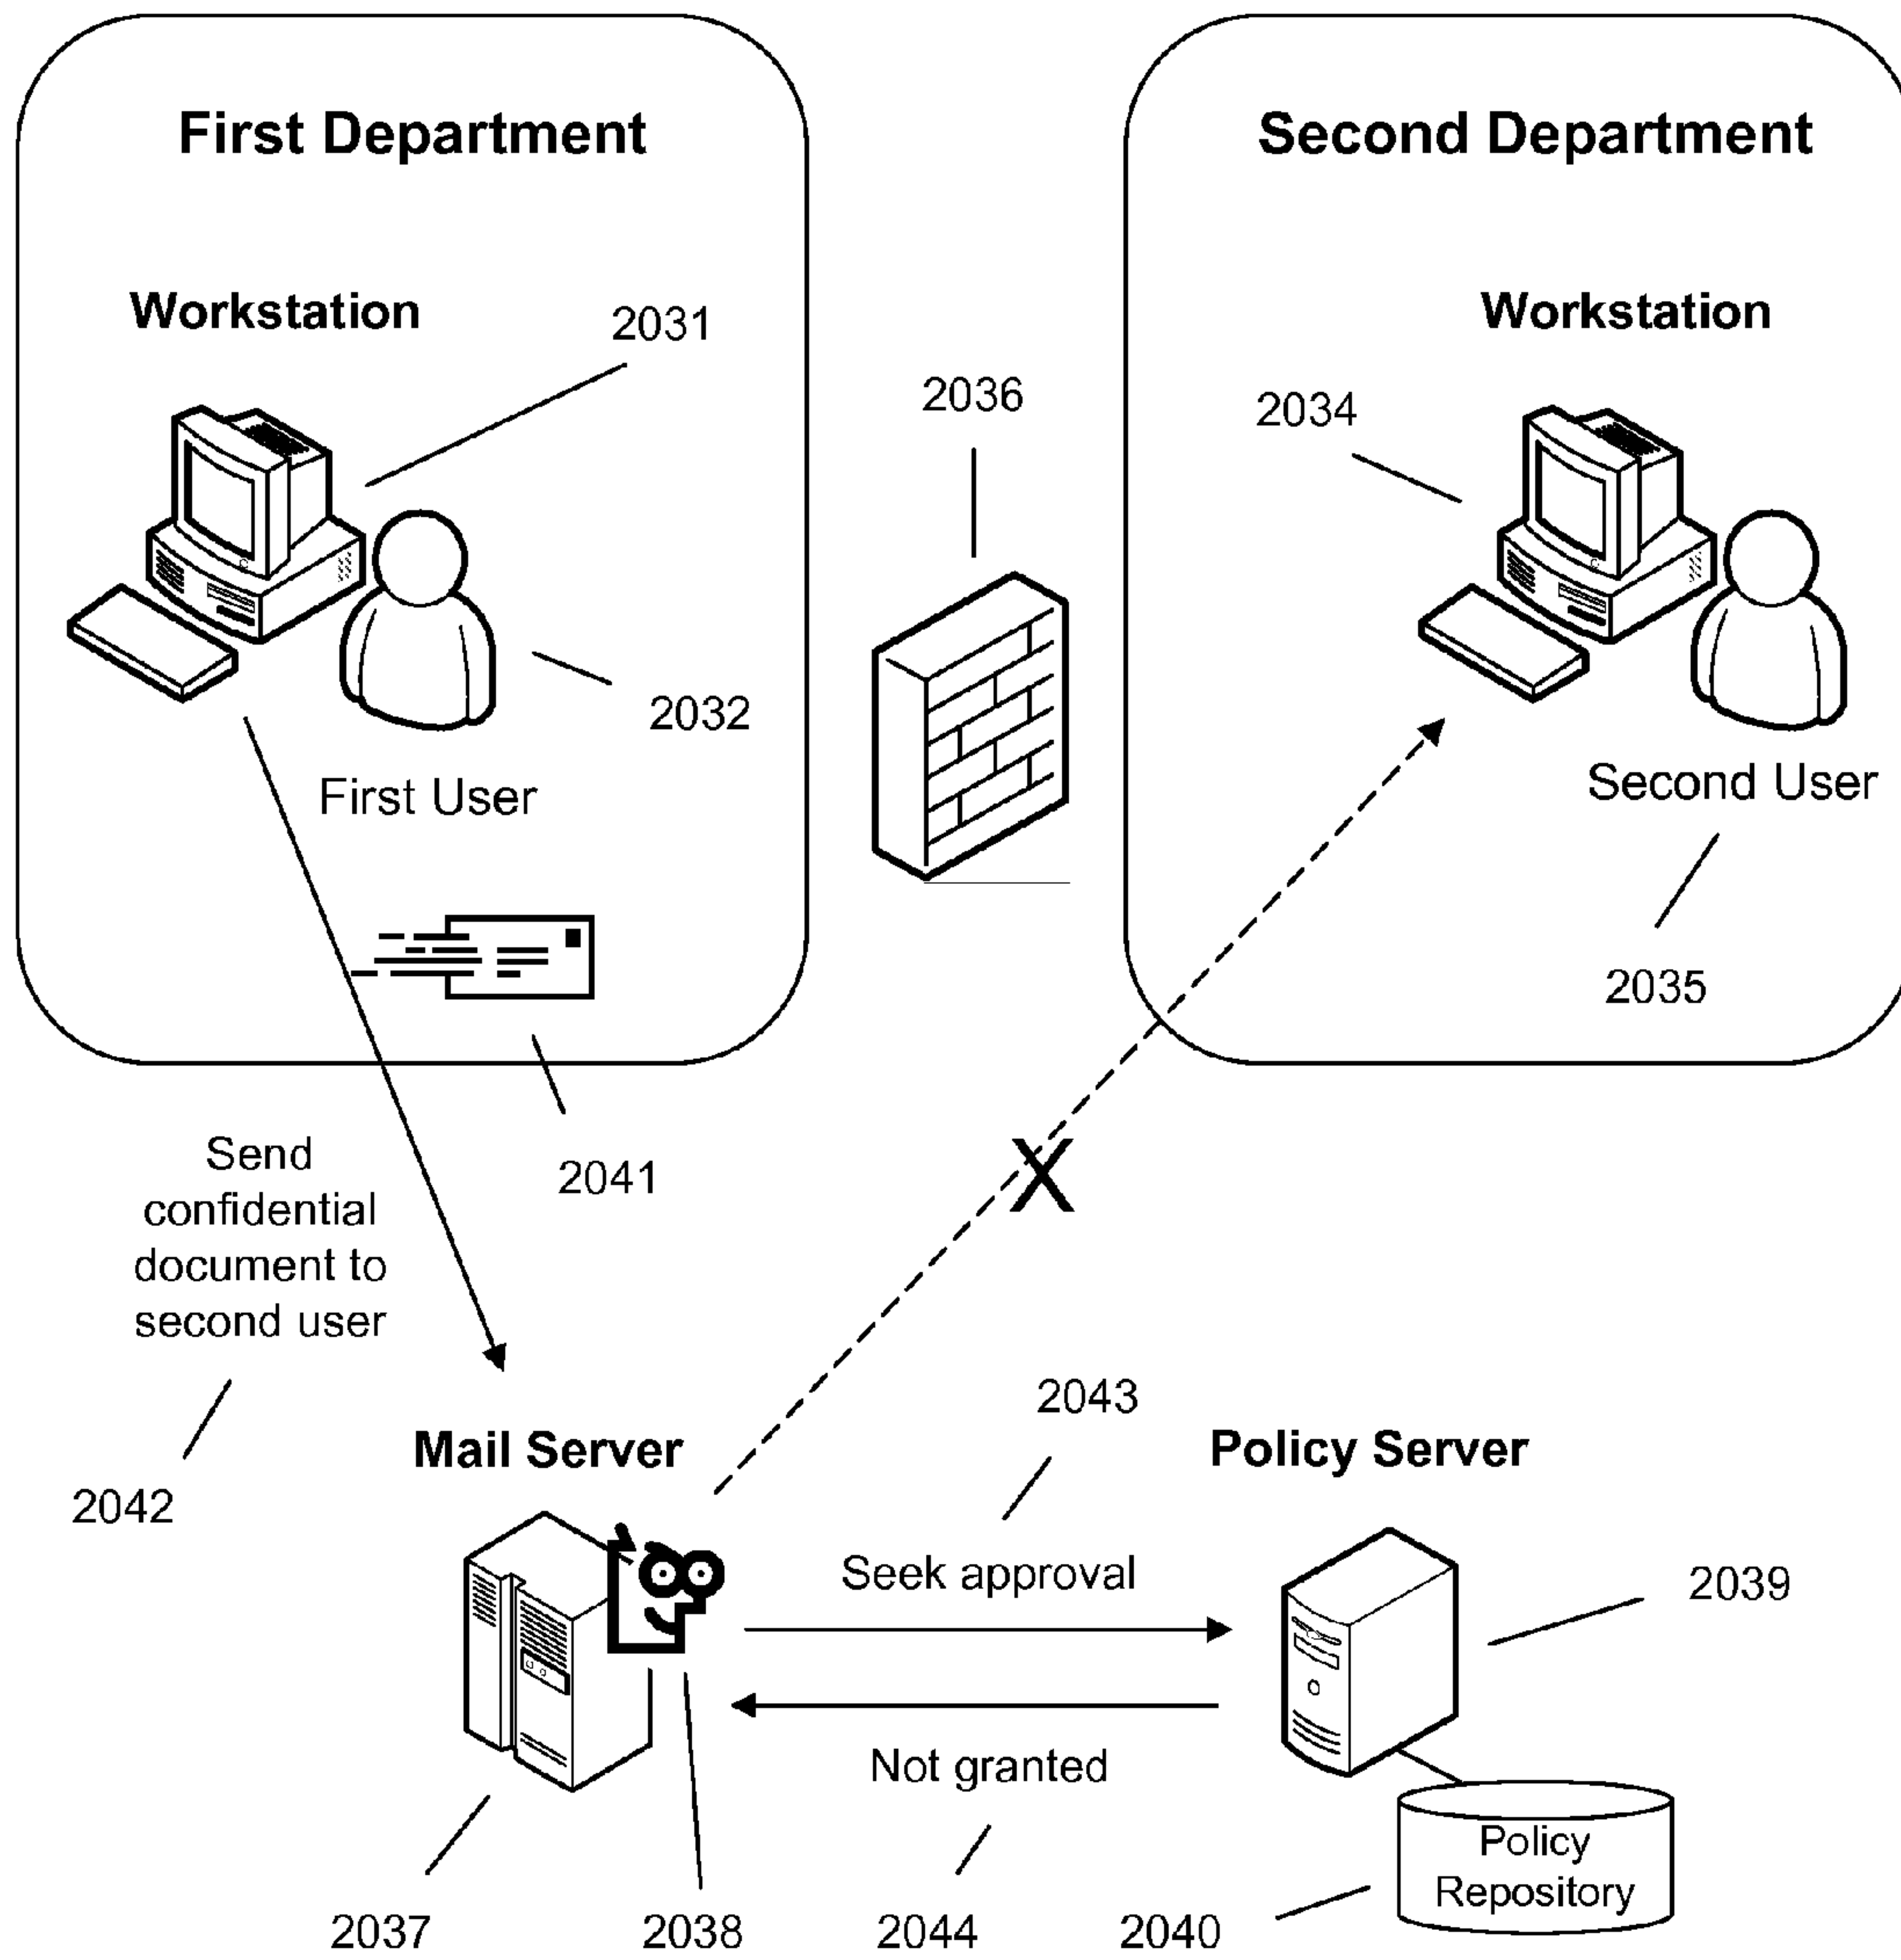 First Department
Second Department
Workstation
2031
Workstation
2036
2034
2032
First User
Second User
2035
2041
Send
confidential
document to
second user
X
2043
Mail Server
Policy Server
2042
Seek approval
2039
Not granted
Policy
Repository
2037
2038
2044
2040